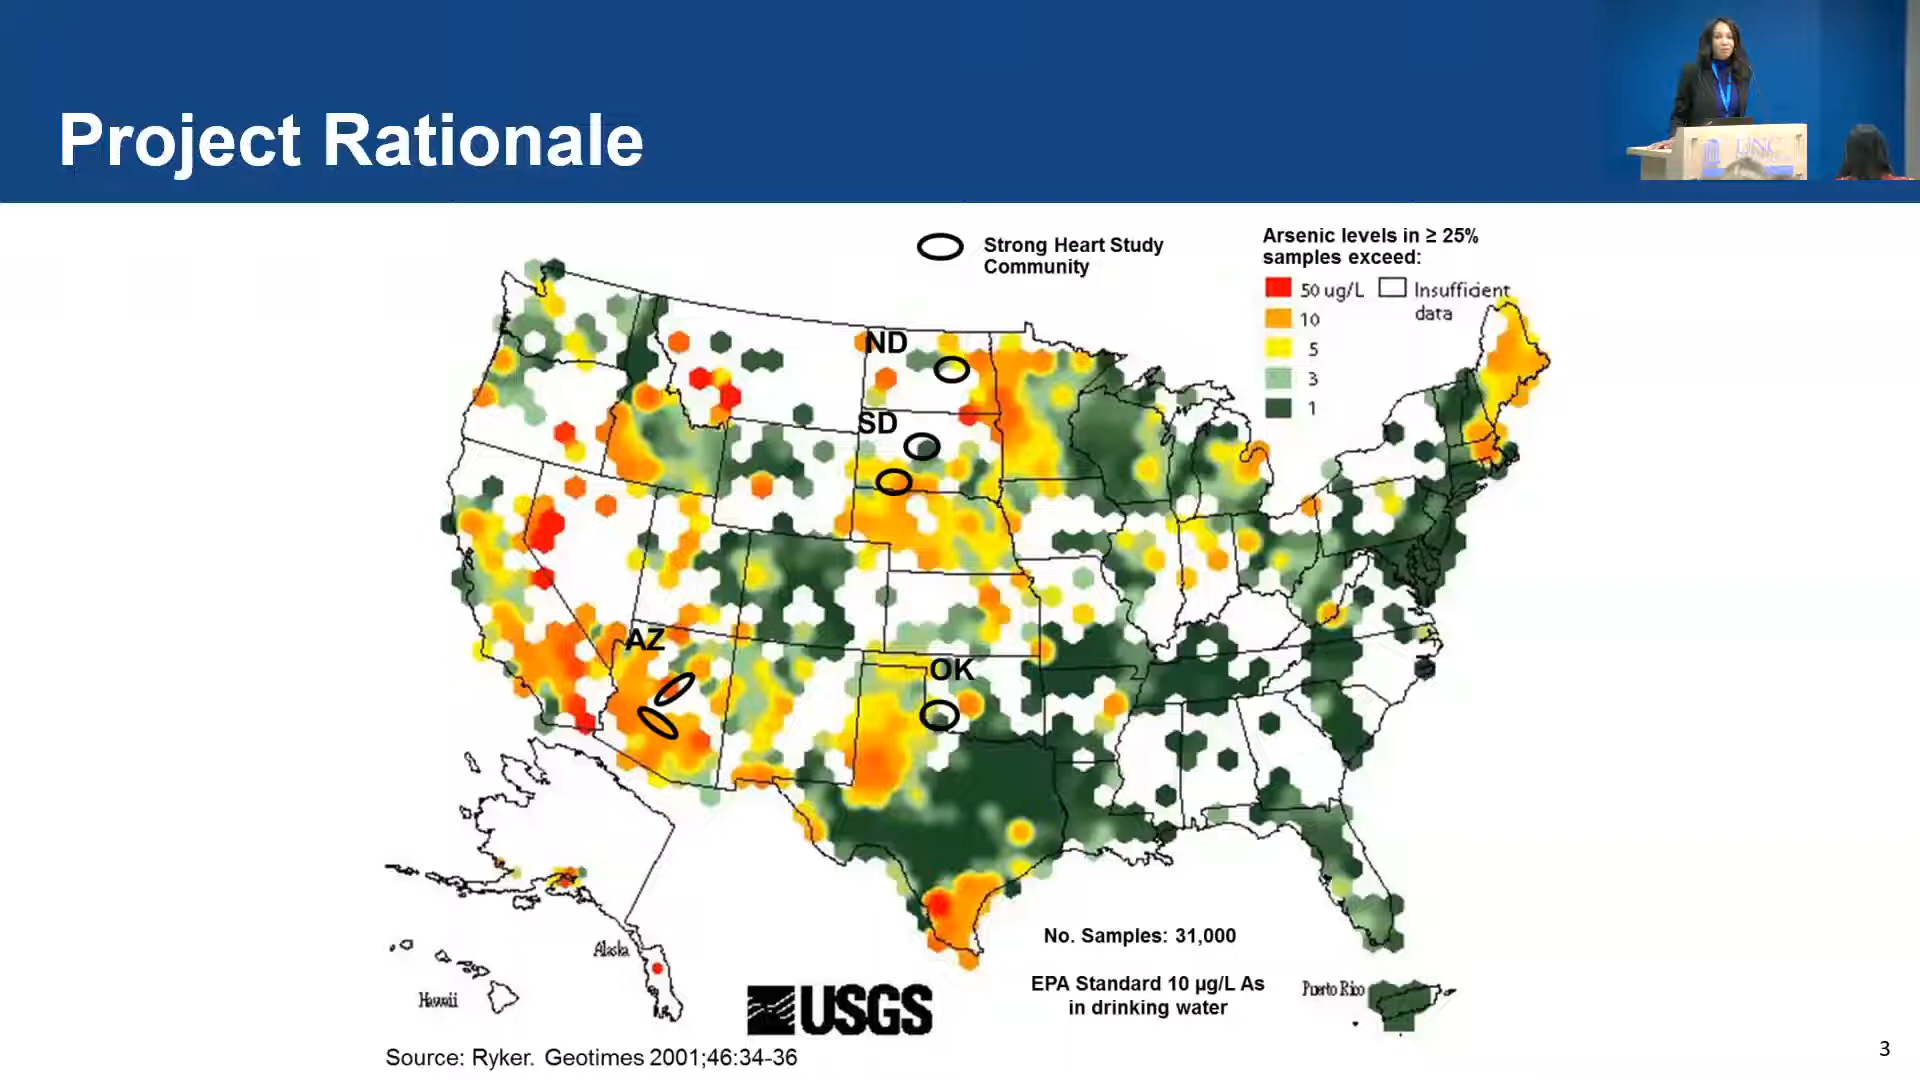 Project Rationale
UNC
Strong Heart Study
Community
Arsenic levels in ≥ 25%
samples exceed:
50 ug/L
Insufficient
data
10
5
3
1
ND
SD
AZ
OK
Alaska
Hawaii
No. Samples: 31,000
EPA Standard 10 µg/L As
in drinking water
Puerto Rico
USGS
Source: Ryker. Geotimes 2001;46:34-36
3